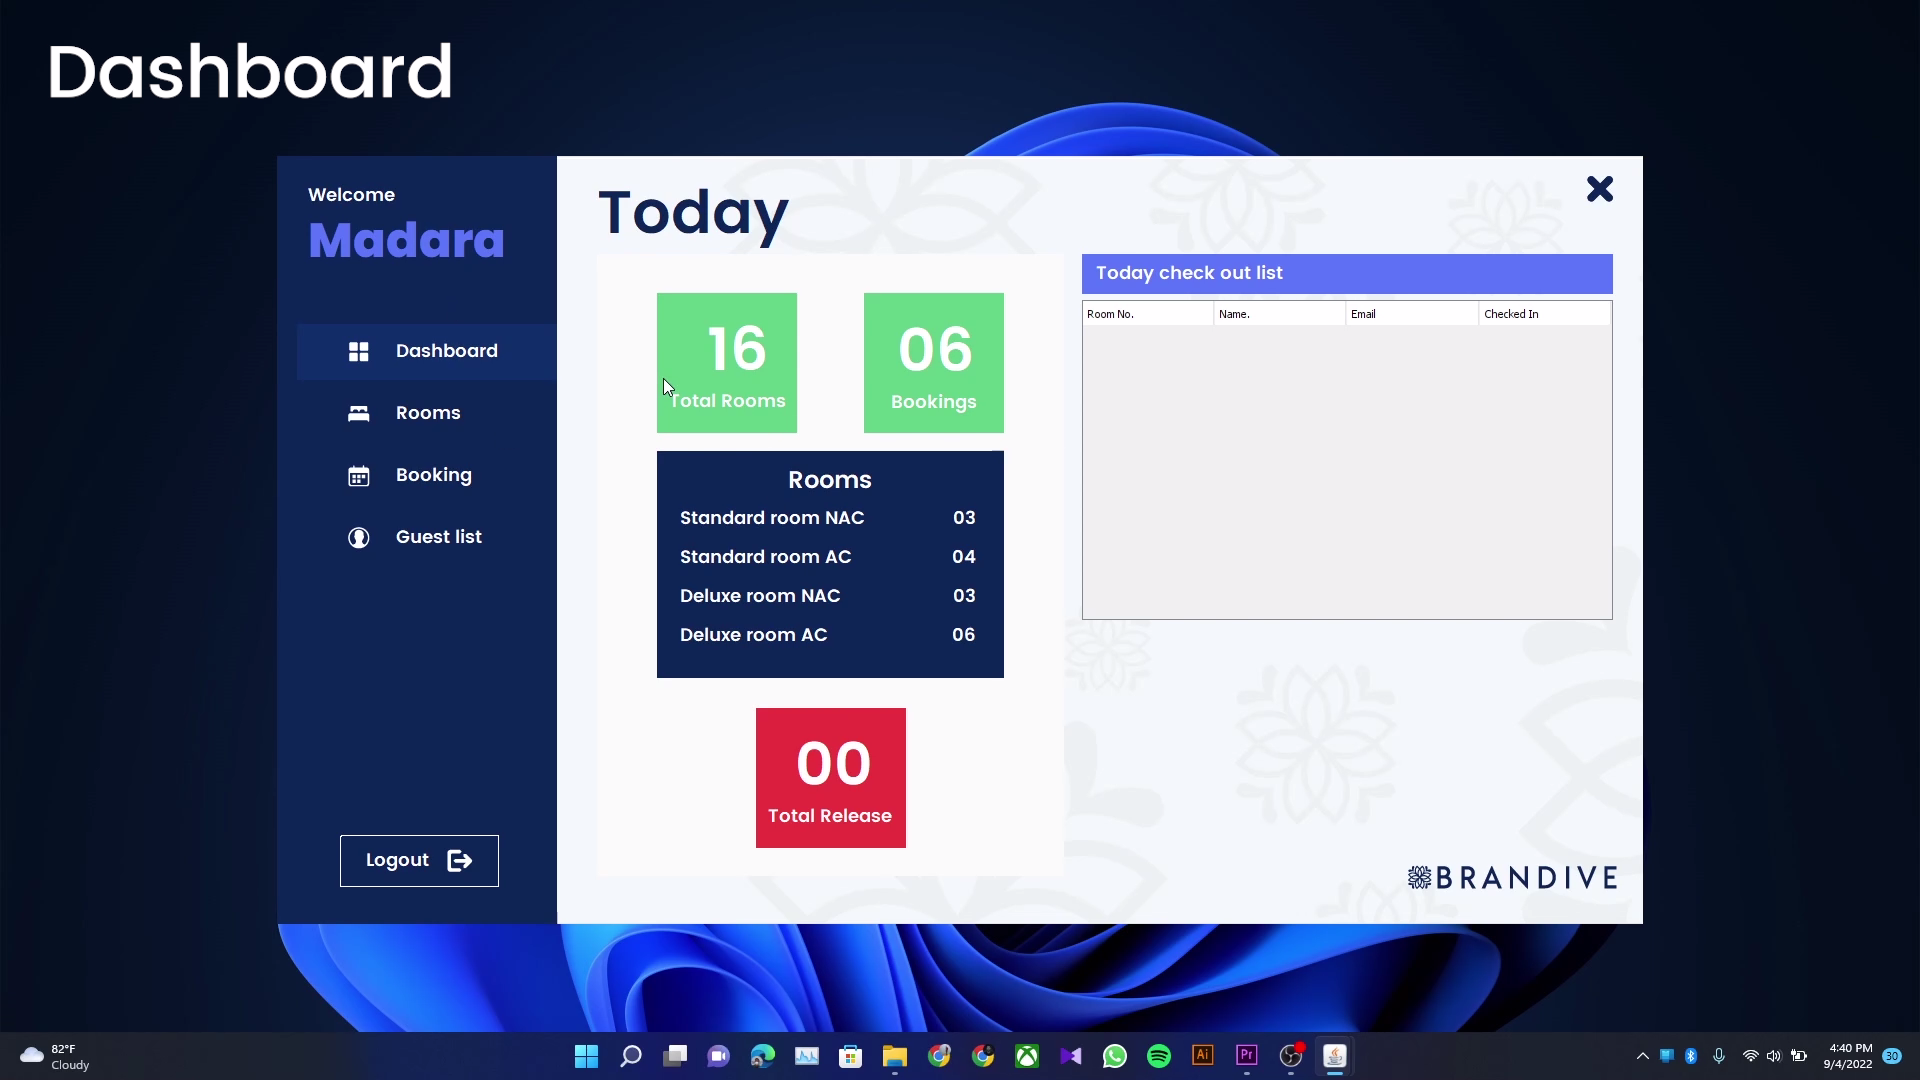 Dashboard
Welcome
Madara
Dashboard
Rooms
Booking
Guest list
Logout
Today
16
Total Rooms
06
Bookings
Rooms
Standard room NAC 03
Standard room AC 04
Deluxe room NAC 03
Deluxe room AC 06
00
Total Release
Today check out list
Room No. Name. Email Checked In
BRANDIVE
82°F
Cloudy
Ai
Pr
4:40 PM
9/4/2022
30